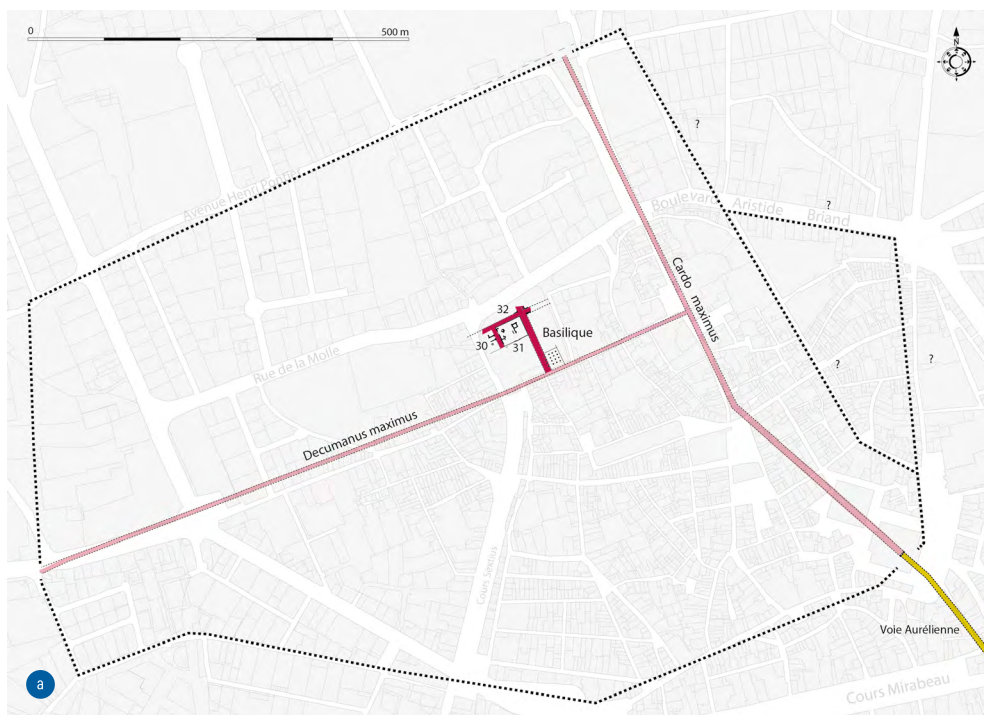 0
500 m
N
Avenue Henri Pontier
?
?
Boulevard Aristide Briand
Cardo maximus
32
Basilique
30
31
?
?
Rue de la Molle
Decumanus maximus
Cours Sextius
Voie Aurélienne
a
Cours Mirabeau